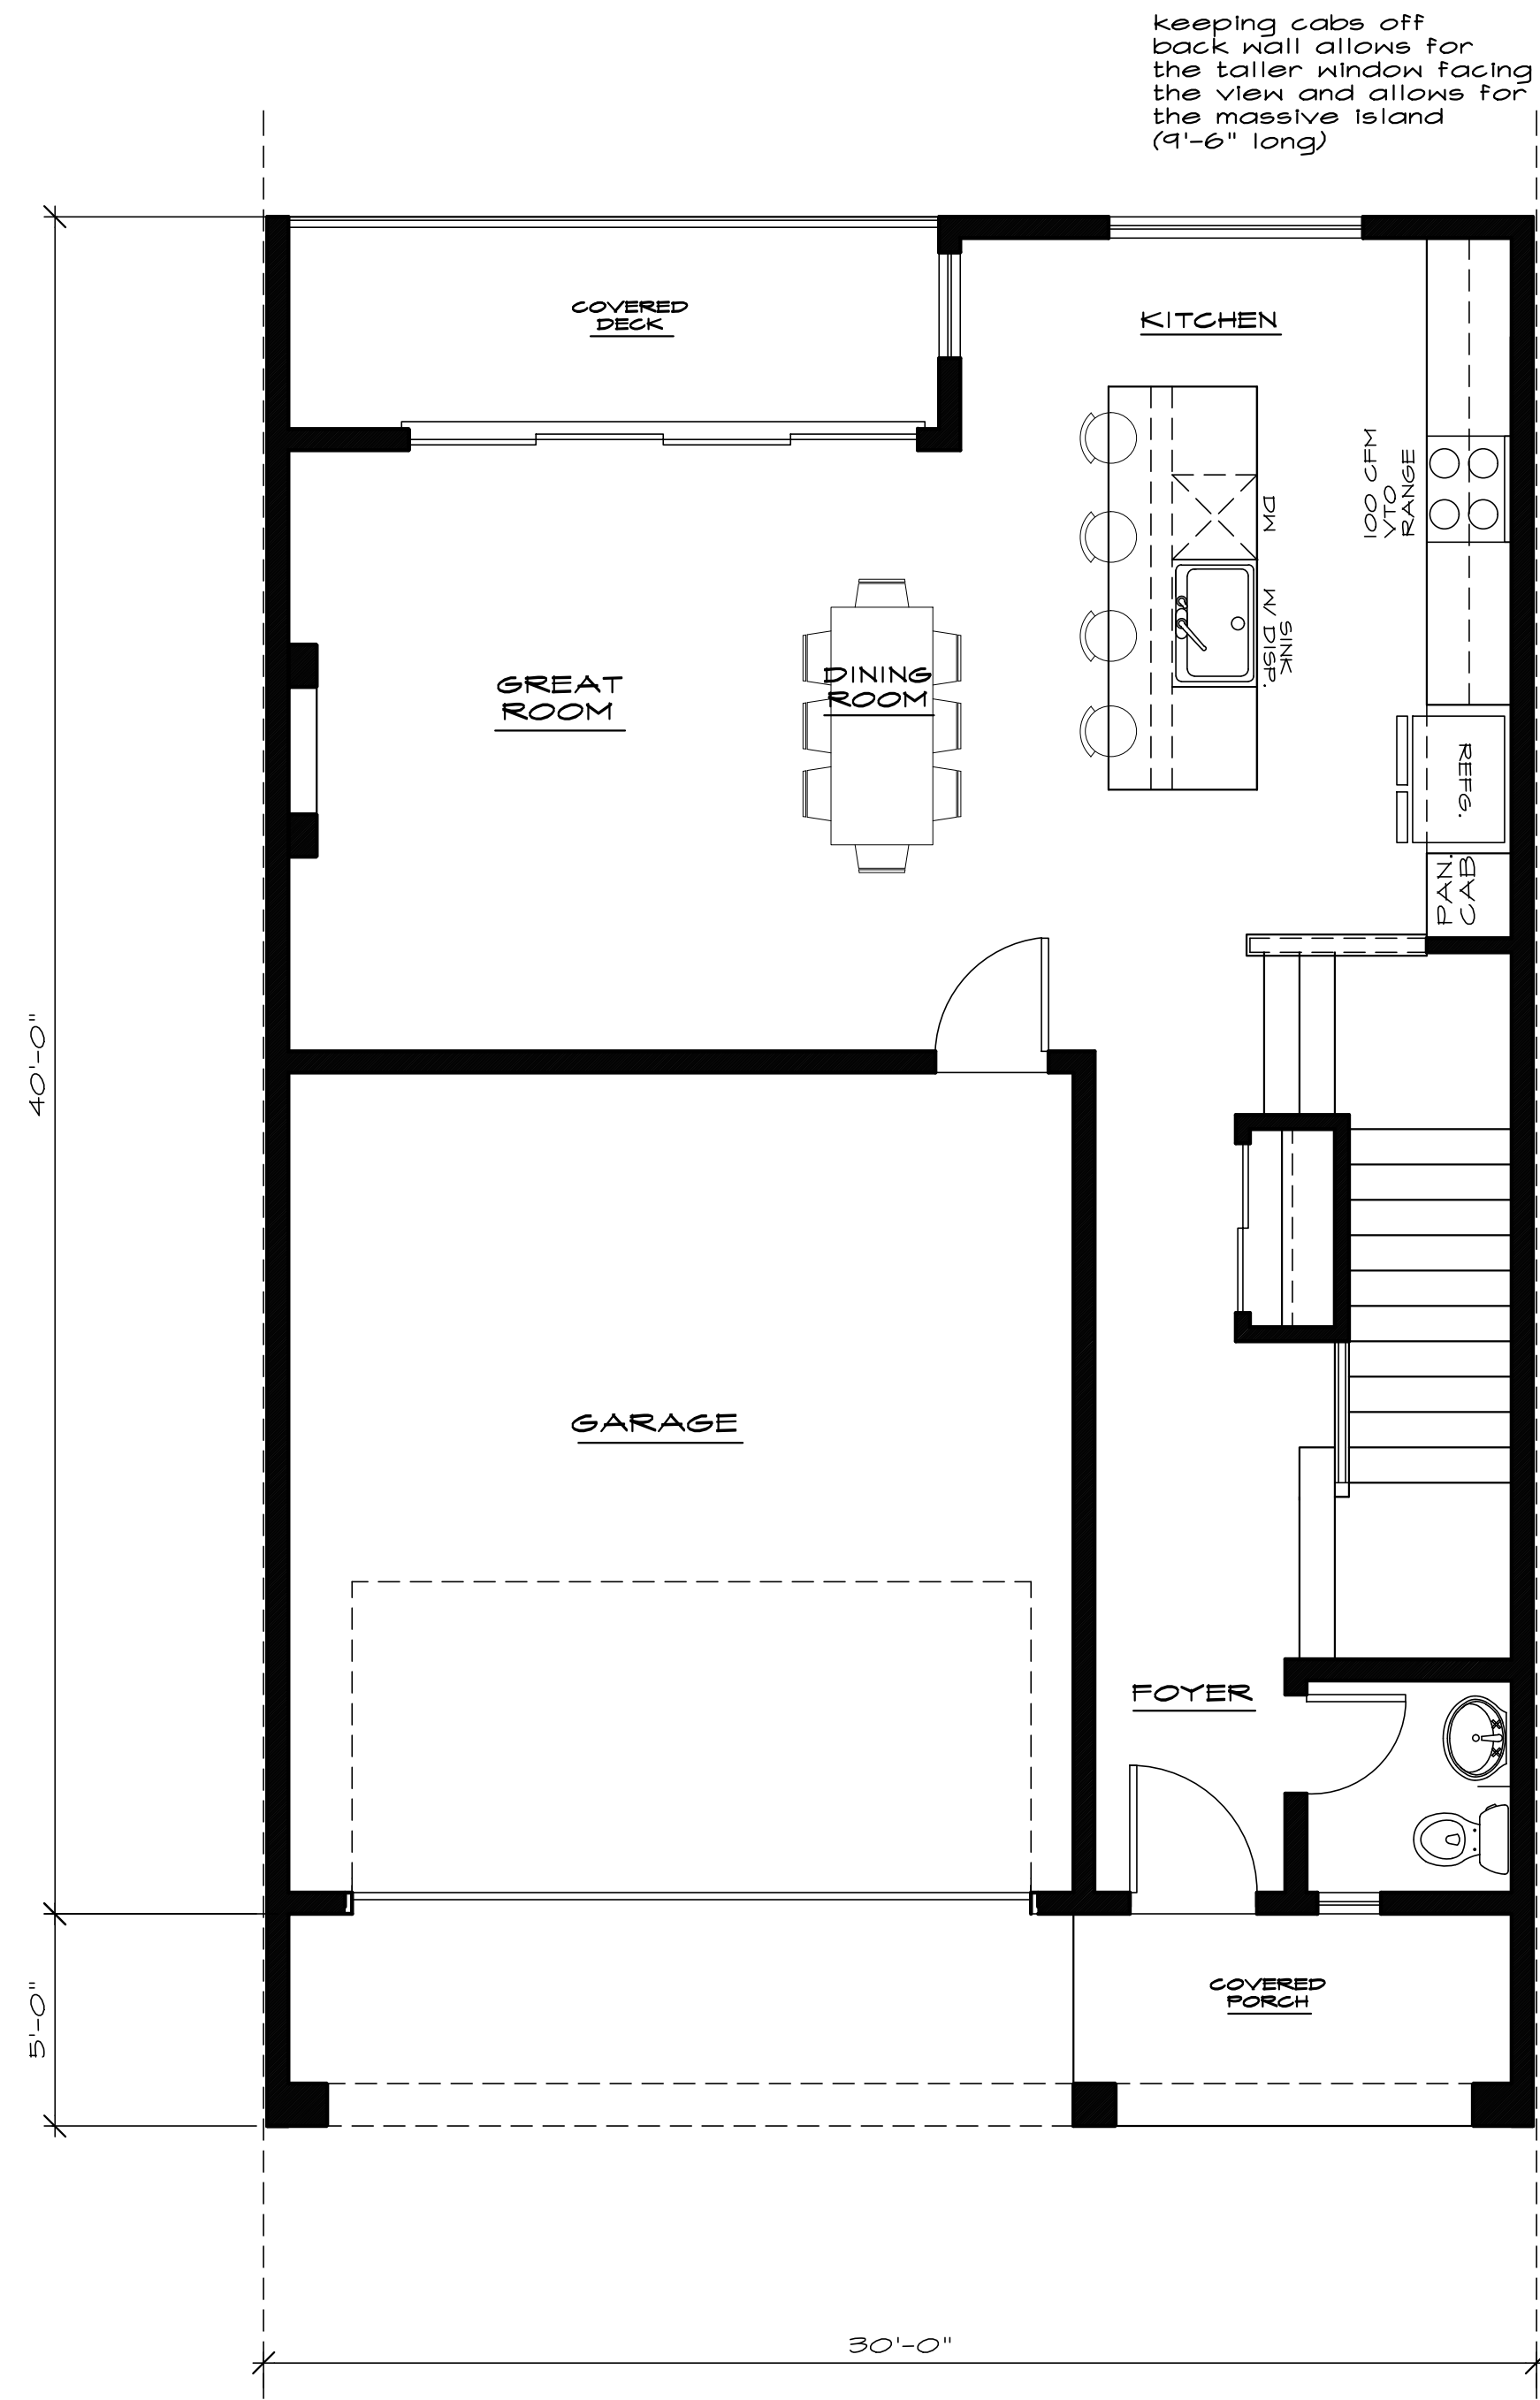 keeping cabs off
back wall allows for
the taller window facing
the view and allows for
the massive island
(9'-6" long)
COVERED
DECK
KITCHEN
100 CFM
VTO
RANGE
DW
SINK
W/ DISP.
GREAT
ROOM
DINING
ROOM
REFG.
PAN.
CAB
40'-0"
GARAGE
FOYER
COVERED
PORCH
5'-0"
30'-0"